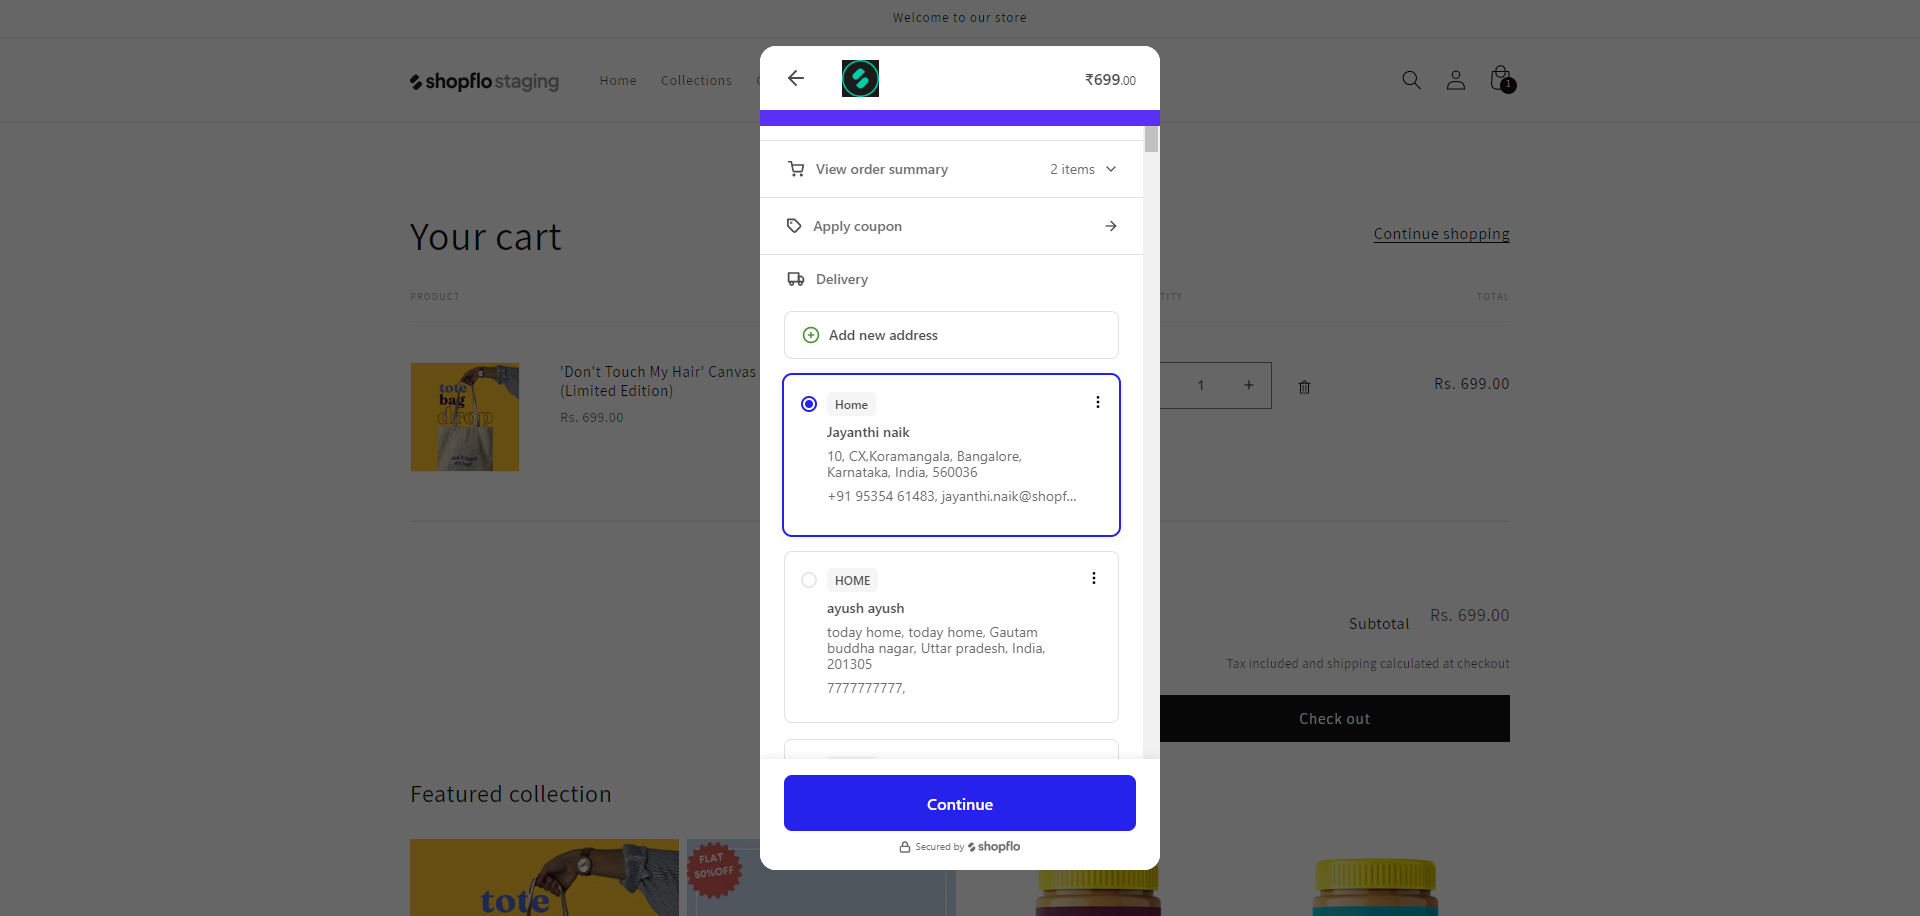 Welcome to our store
shopflo staging
Home
Collections
1
Your cart
Continue shopping
PRODUCT
TITY
TOTAL
tote
bag
drop
don't touch
my hair
'Don't Touch My Hair' Canvas
(Limited Edition)
Rs. 699.00
1
+
Rs. 699.00
Subtotal
Rs. 699.00
Tax included and shipping calculated at checkout
Check out
Featured collection
tote
FLAT
50%OFF
₹699.00
View order summary
2 items
Apply coupon
Delivery
Add new address
Home
Jayanthi naik
10, CX,Koramangala, Bangalore,
Karnataka, India, 560036
+91 95354 61483, jayanthi.naik@shopf...
HOME
ayush ayush
today home, today home, Gautam
buddha nagar, Uttar pradesh, India,
201305
7777777777,
Continue
Secured by shopflo